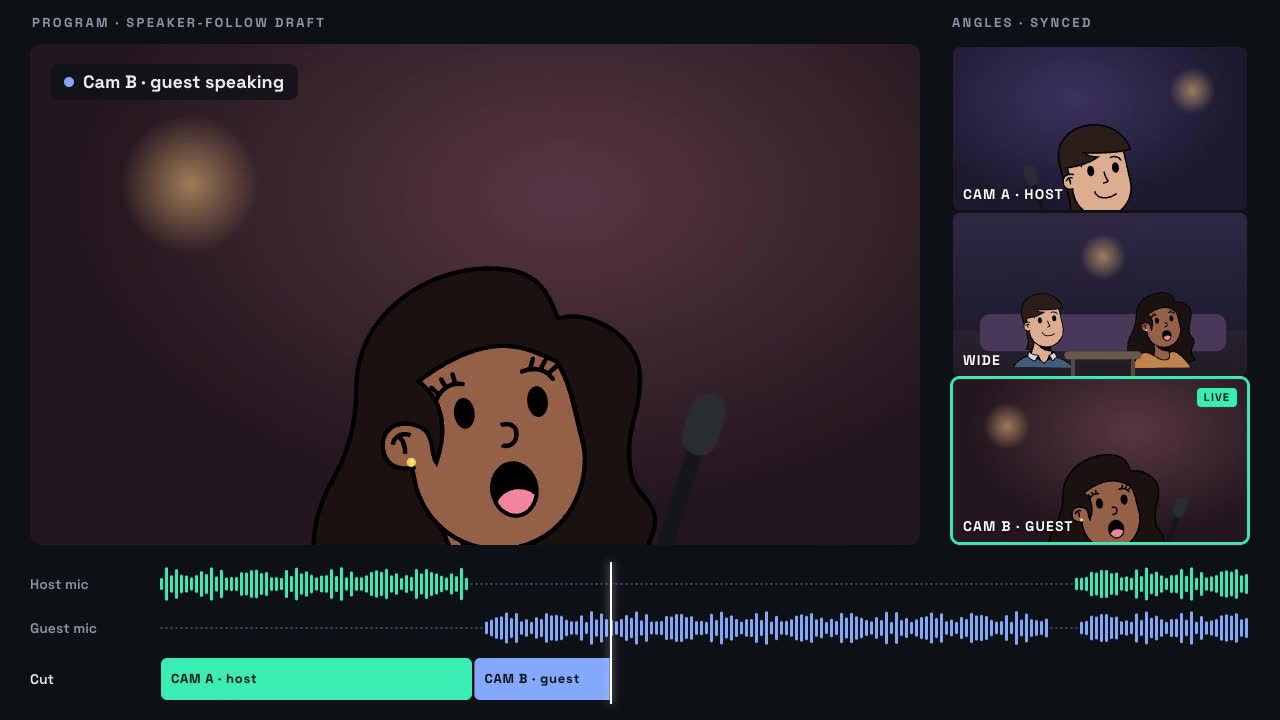 PROGRAM · SPEAKER-FOLLOW DRAFT
ANGLES · SYNCED
Cam B · guest speaking
CAM A · HOST
WIDE
LIVE
CAM B · GUEST
Host mic
Guest mic
Cut
CAM A · host
CAM B · guest